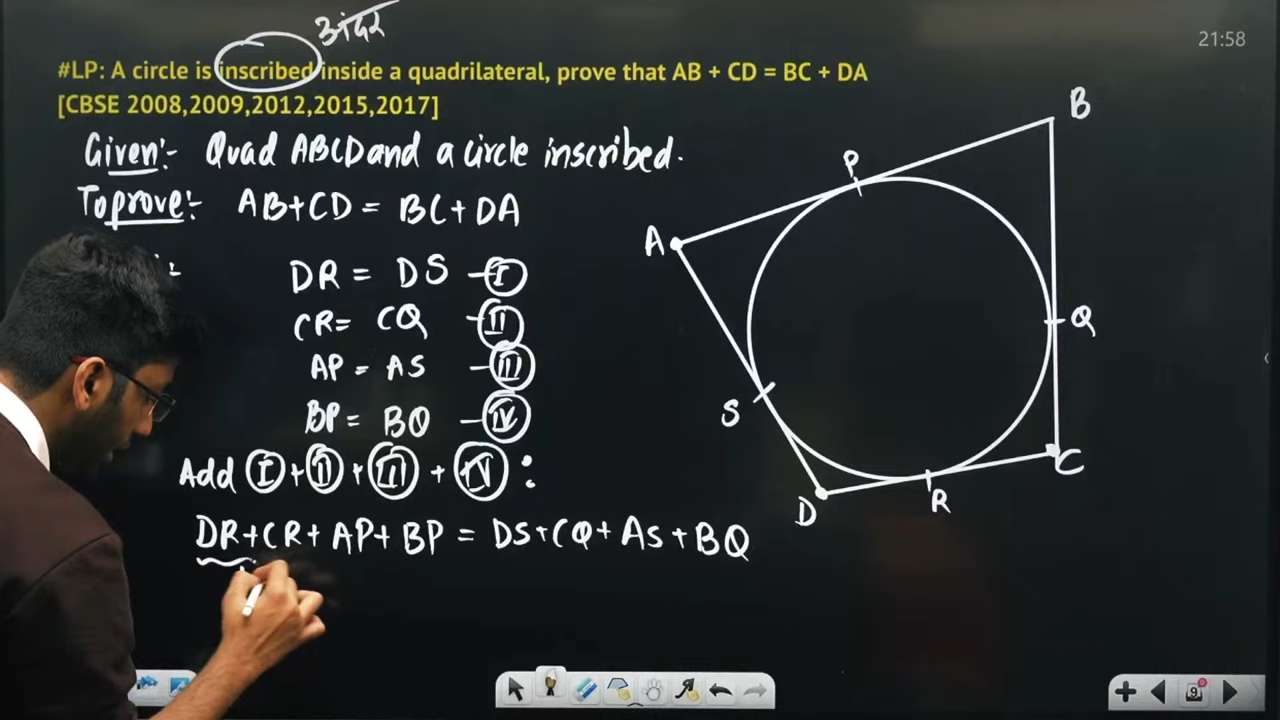 21:58
#LP: A circle is inscribed inside a quadrilateral, prove that AB + CD = BC + DA
[CBSE 2008,2009,2012,2015,2017]
Given:- Quad ABCD and a circle inscribed.
To prove:- AB+CD = BC+DA
DR = DS -I
CR= CQ -II
AP = AS -III
BP= BQ -IV
Add I+II+III+IV:
DR+CR+AP+BP = DS+CQ+AS+BQ
B
P
A
Q
S
C
D
R
9